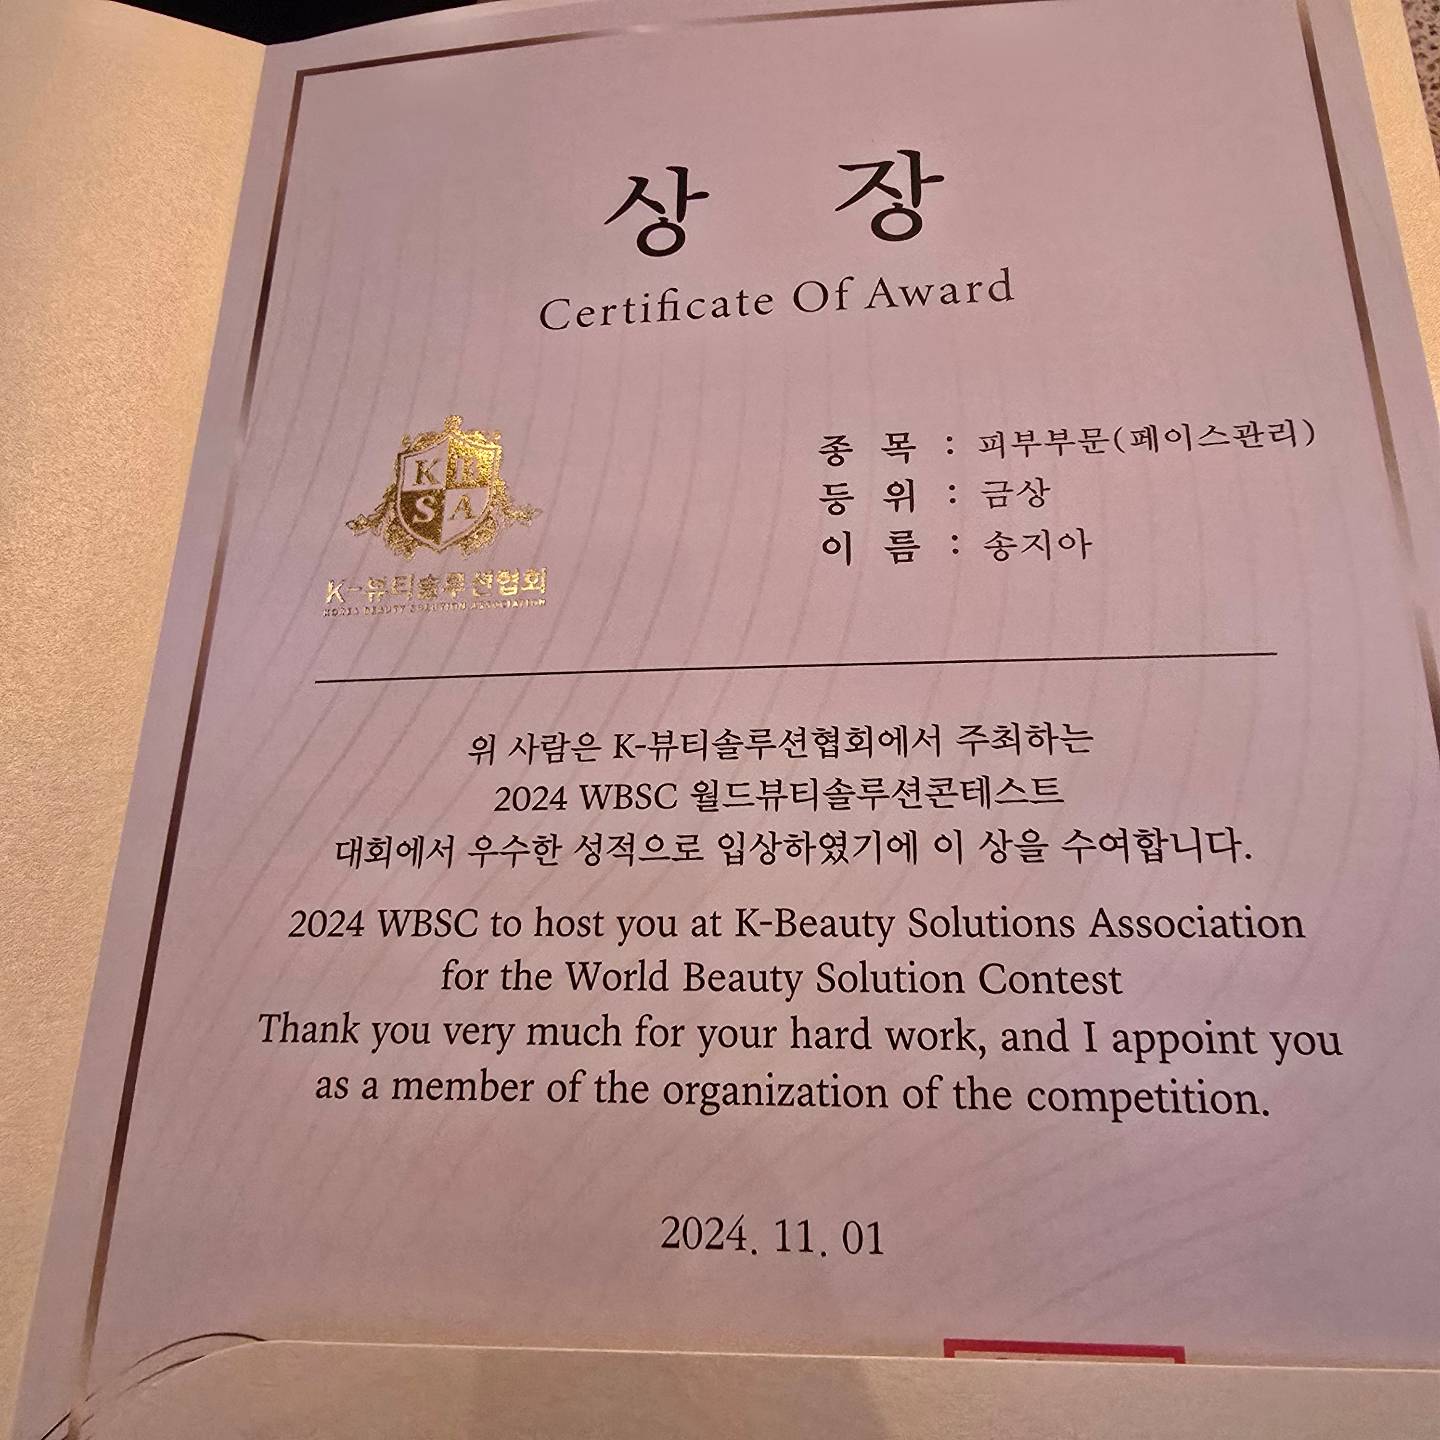 상 장
Certificate Of Award
K B
S A
K-뷰티솔루션협회
KOREA BEAUTY SOLUTION ASSOCIATION
종 목 : 피부부문(페이스관리)
등 위 : 금상
이 름 : 송지아
위 사람은 K-뷰티솔루션협회에서 주최하는
2024 WBSC 월드뷰티솔루션콘테스트
대회에서 우수한 성적으로 입상하였기에 이 상을 수여합니다.
2024 WBSC to host you at K-Beauty Solutions Association
for the World Beauty Solution Contest
Thank you very much for your hard work, and I appoint you
as a member of the organization of the competition.
2024. 11. 01